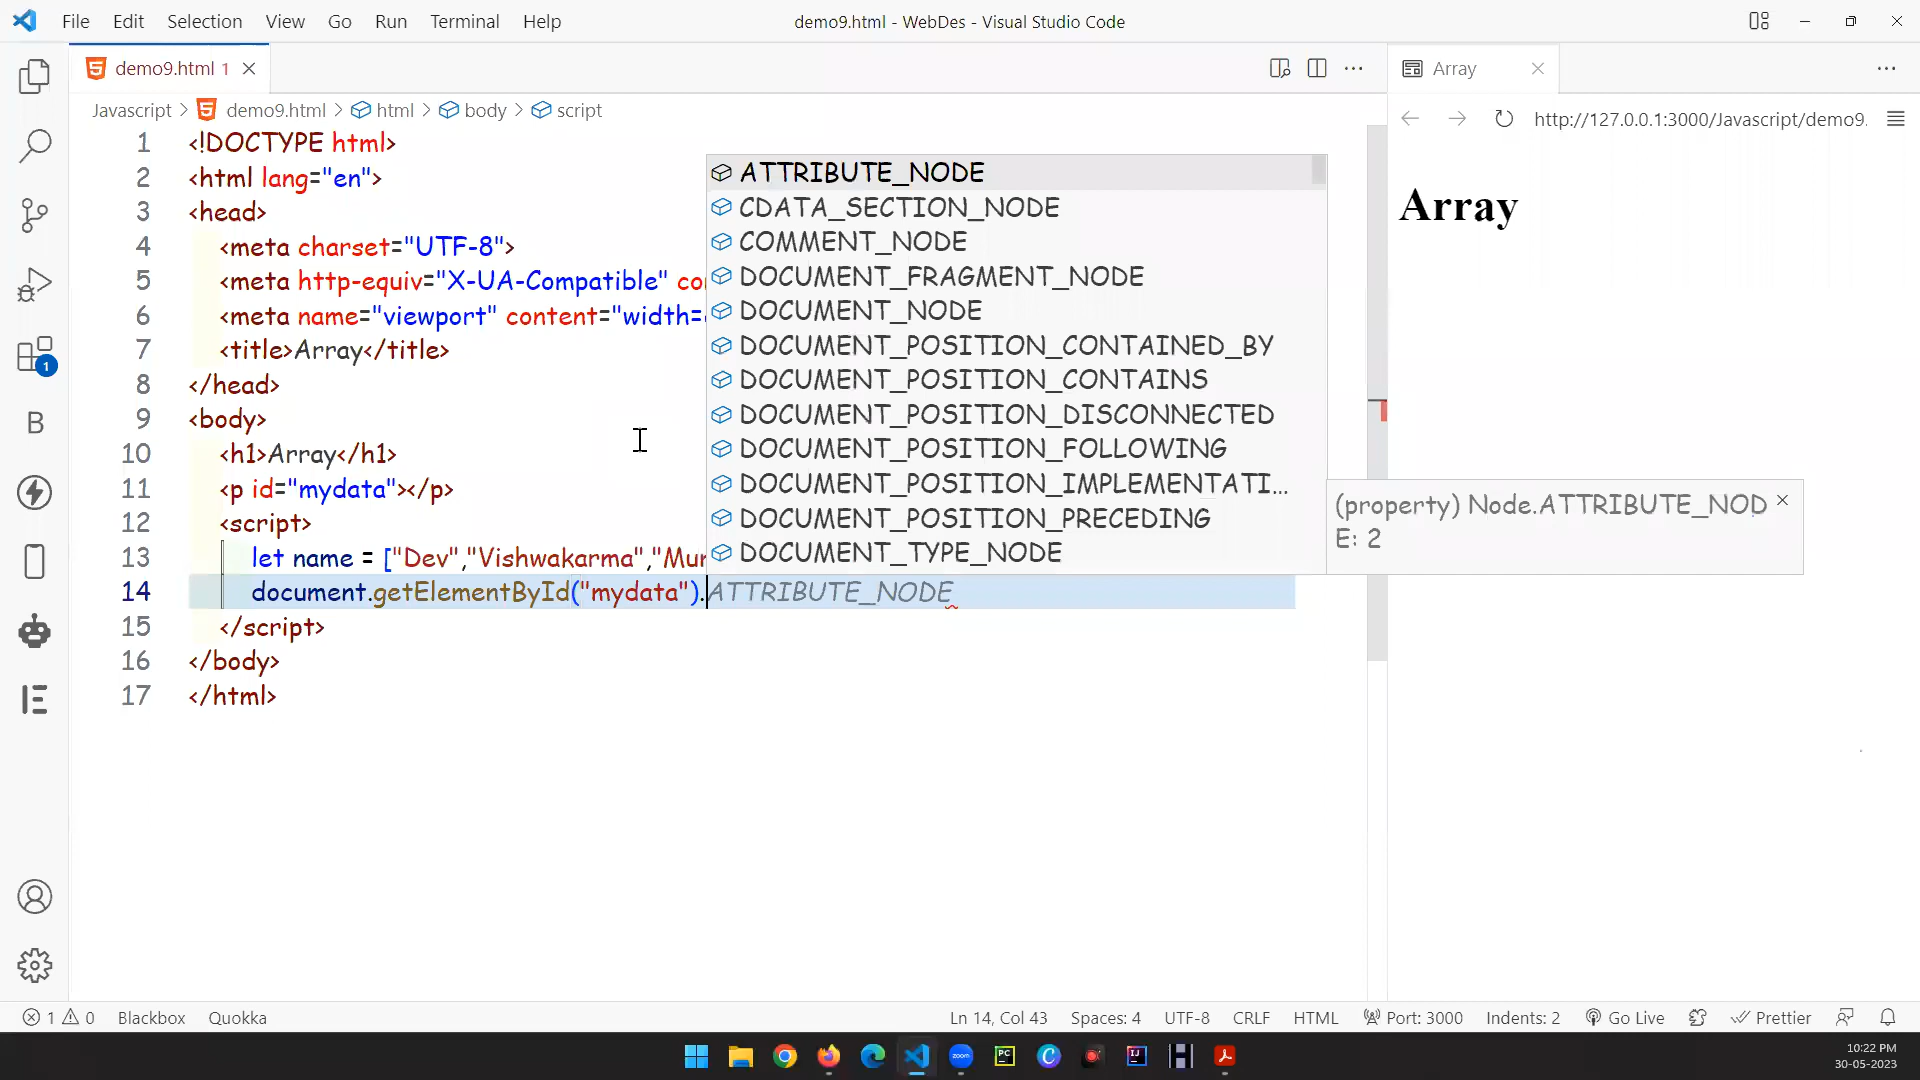 File Edit Selection View Go Run Terminal Help
demo9.html - WebDes - Visual Studio Code
demo9.html 1
Array
Javascript > demo9.html > html > body > script
http://127.0.0.1:3000/Javascript/demo9.
1 <!DOCTYPE html>
2 <html lang="en">
3 <head>
4 <meta charset="UTF-8">
5 <meta http-equiv="X-UA-Compatible" co
6 <meta name="viewport" content="width=
7 <title>Array</title>
8 </head>
9 <body>
10 <h1>Array</h1>
11 <p id="mydata"></p>
12 <script>
13 let name = ["Dev","Vishwakarma","Mu
14 document.getElementById("mydata").ATTRIBUTE_NODE
15 </script>
16 </body>
17 </html>
ATTRIBUTE_NODE
CDATA_SECTION_NODE
COMMENT_NODE
DOCUMENT_FRAGMENT_NODE
DOCUMENT_NODE
DOCUMENT_POSITION_CONTAINED_BY
DOCUMENT_POSITION_CONTAINS
DOCUMENT_POSITION_DISCONNECTED
DOCUMENT_POSITION_FOLLOWING
DOCUMENT_POSITION_IMPLEMENTATI...
DOCUMENT_POSITION_PRECEDING
DOCUMENT_TYPE_NODE
(property) Node.ATTRIBUTE_NOD
E: 2
Array
1
B
1 0 Blackbox Quokka
Ln 14, Col 43 Spaces: 4 UTF-8 CRLF HTML Port: 3000 Indents: 2 Go Live Prettier
zoom
PC
IJ
10:22 PM
30-05-2023